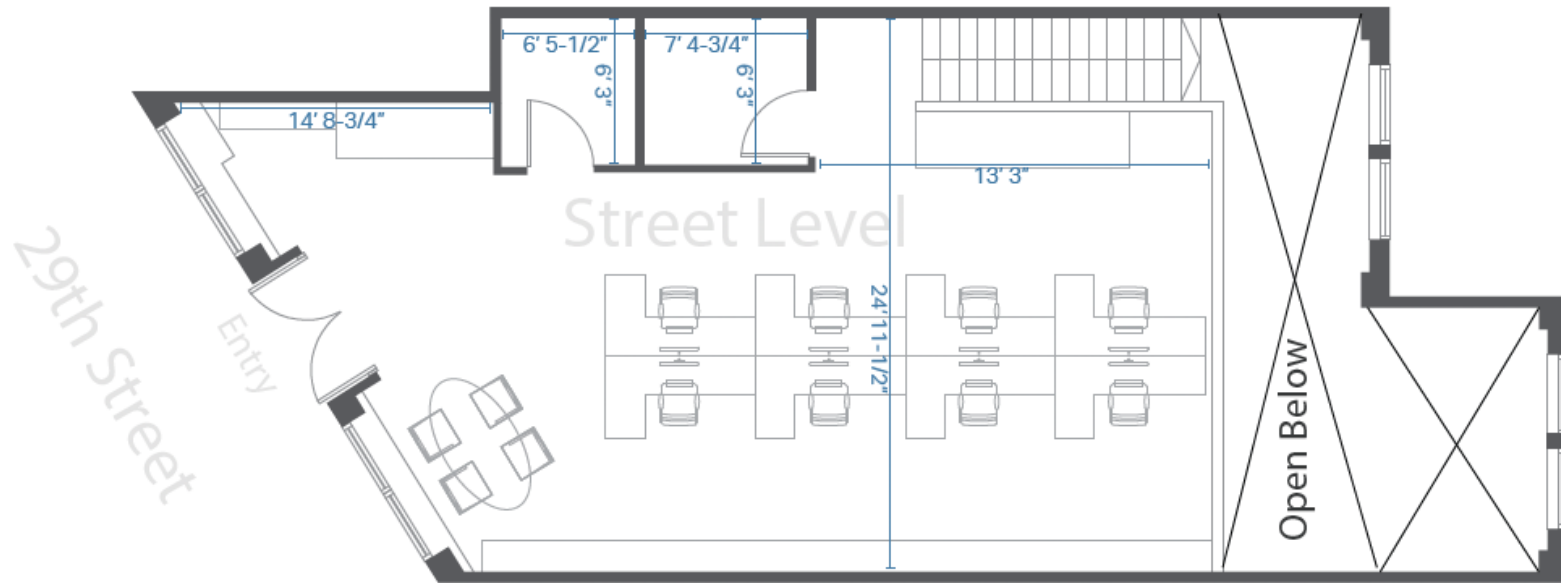 6' 5-1/2"
7' 4-3/4"
6' 3"
6' 3"
14' 8-3/4"
13' 3"
Street Level
29th Street
Entry
24' 11-1/2"
Open Below